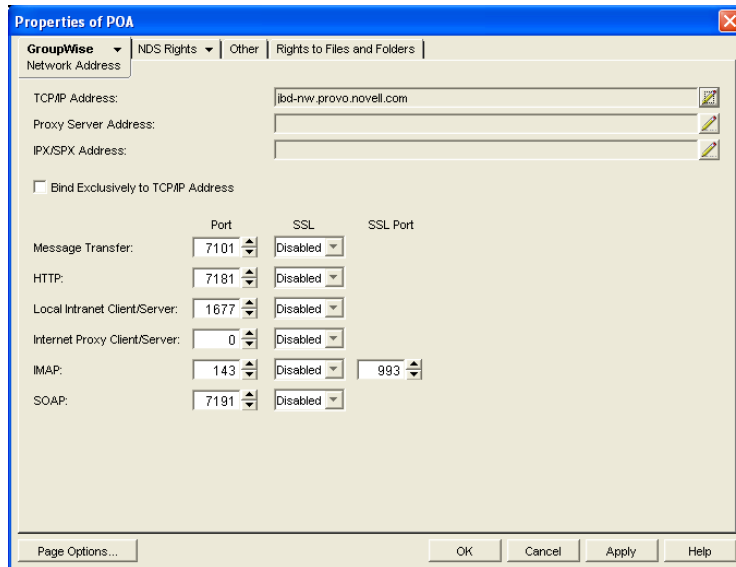 Properties of POA
GroupWise NDS Rights Other Rights to Files and Folders
Network Address
TCP/IP Address: jbd-nw.provo.novell.com
Proxy Server Address:
IPX/SPX Address:
Bind Exclusively to TCP/IP Address
Port SSL SSL Port
Message Transfer: 7101 Disabled
HTTP: 7181 Disabled
Local Intranet Client/Server: 1677 Disabled
Internet Proxy Client/Server: 0 Disabled
IMAP: 143 Disabled 993
SOAP: 7191 Disabled
Page Options... OK Cancel Apply Help